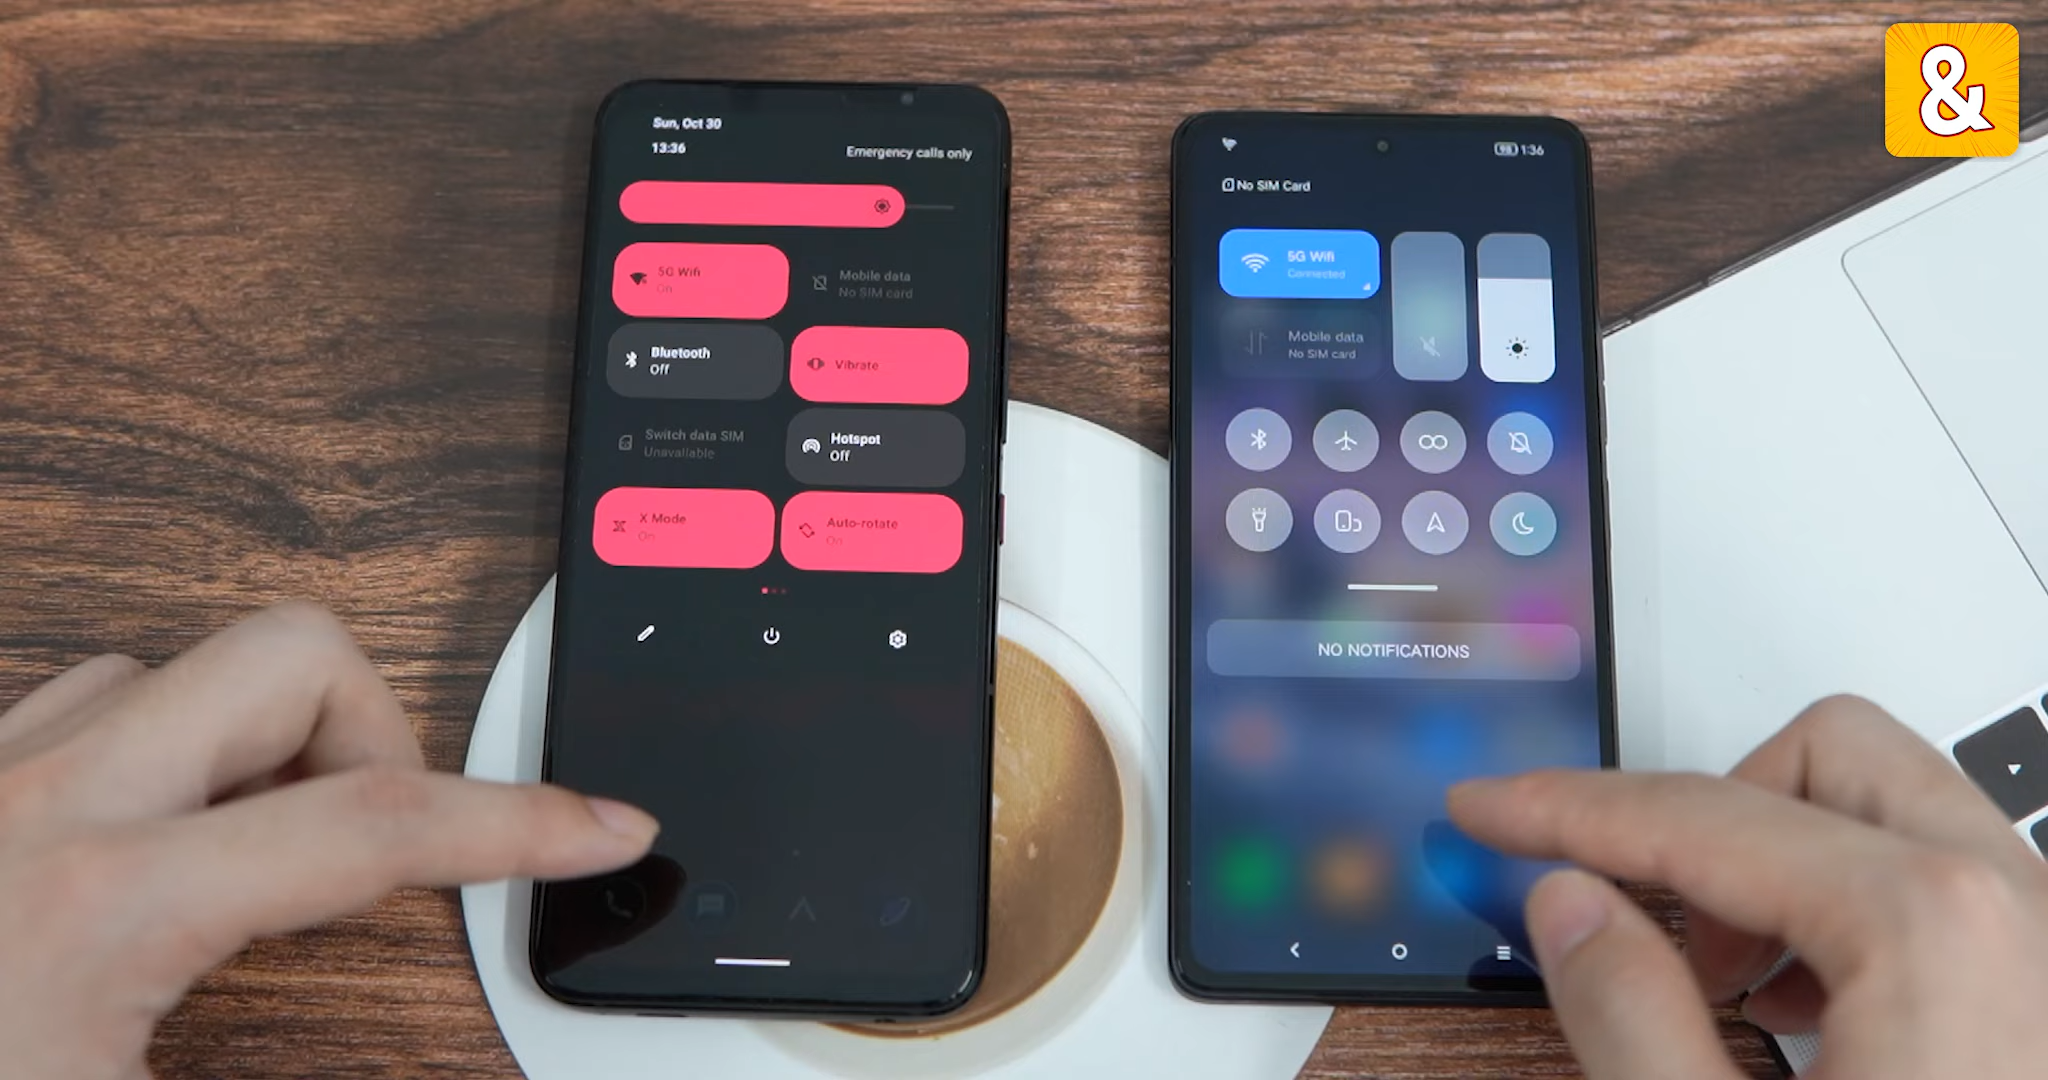 Sun, Oct 30
13:36
Emergency calls only
5G Wifi
On
Mobile data
No SIM card
Bluetooth
Off
Vibrate
Switch data SIM
Unavailable
Hotspot
Off
X Mode
On
Auto-rotate
On
98 1:36
No SIM Card
5G Wifi
Connected
Mobile data
No SIM card
NO NOTIFICATIONS
&